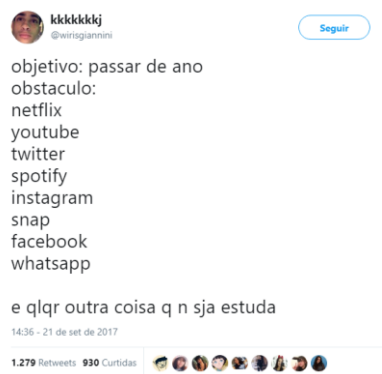 kkkkkkkj
@wirisgiannini
Seguir
objetivo: passar de ano
obstaculo:
netflix
youtube
twitter
spotify
instagram
snap
facebook
whatsapp
e qlqr outra coisa q n sja estuda
14:36 - 21 de set de 2017
1.279 Retweets 930 Curtidas